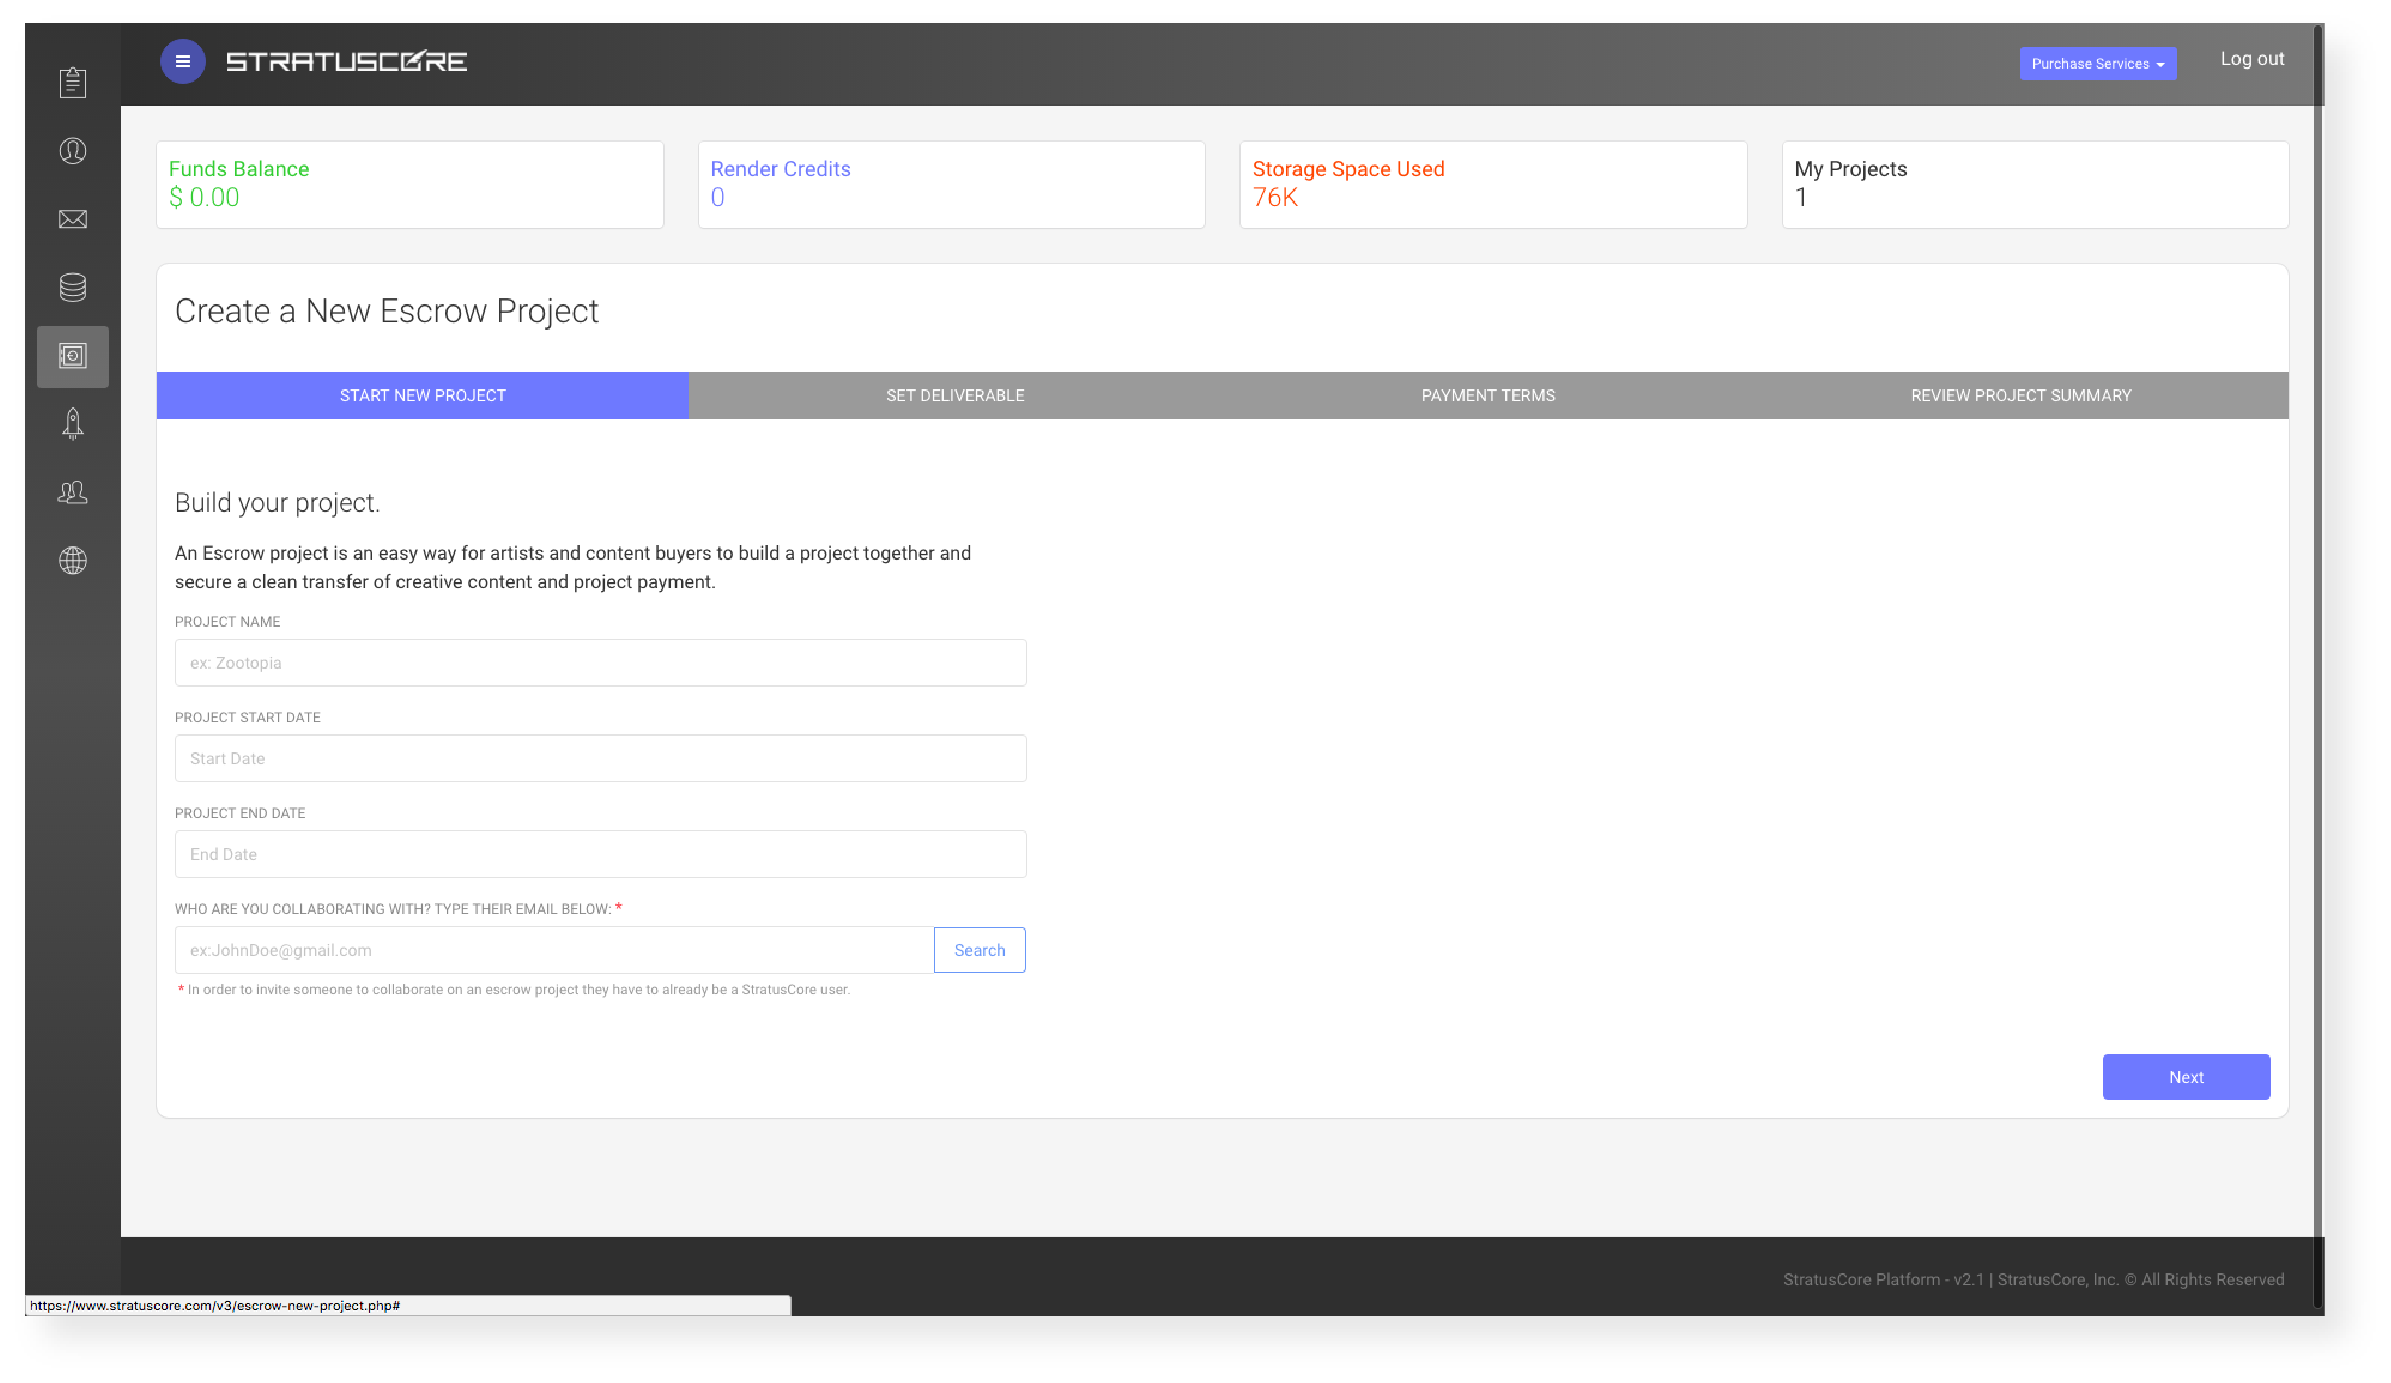 STRATUSCORE
Purchase Services
Log out
Funds Balance
$ 0.00
Render Credits
0
Storage Space Used
76K
My Projects
1
Create a New Escrow Project
START NEW PROJECT
SET DELIVERABLE
PAYMENT TERMS
REVIEW PROJECT SUMMARY
Build your project.
An Escrow project is an easy way for artists and content buyers to build a project together and
secure a clean transfer of creative content and project payment.
PROJECT NAME
ex: Zootopia
PROJECT START DATE
Start Date
PROJECT END DATE
End Date
WHO ARE YOU COLLABORATING WITH? TYPE THEIR EMAIL BELOW: *
ex:JohnDoe@gmail.com
Search
* In order to invite someone to collaborate on an escrow project they have to already be a StratusCore user.
Next
StratusCore Platform - v2.1 | StratusCore, Inc. © All Rights Reserved
https://www.stratuscore.com/v3/escrow-new-project.php#